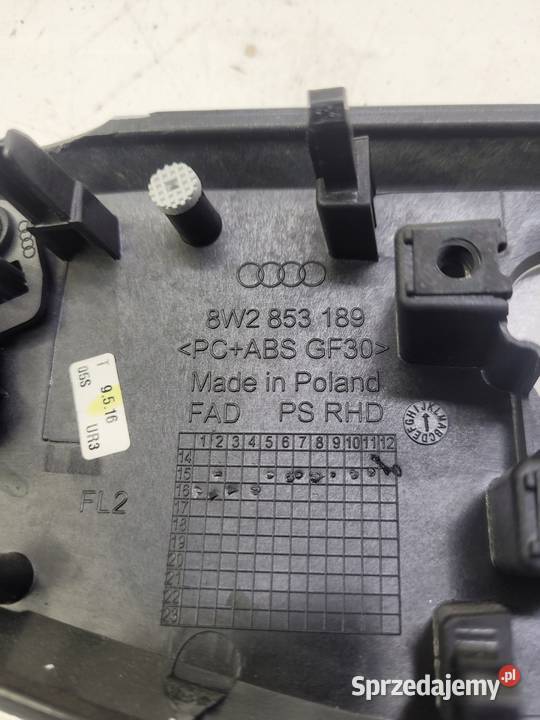 8W2 853 189
<PC+ABS GF30>
Made in Poland
FAD PS RHD
T 9.5.16
05S UR3
FL2
1 2 3 4 5 6 7 8 9 10 11 12
14
15
16
17
18
19
20
21
22
23
Sprzedajemy.pl